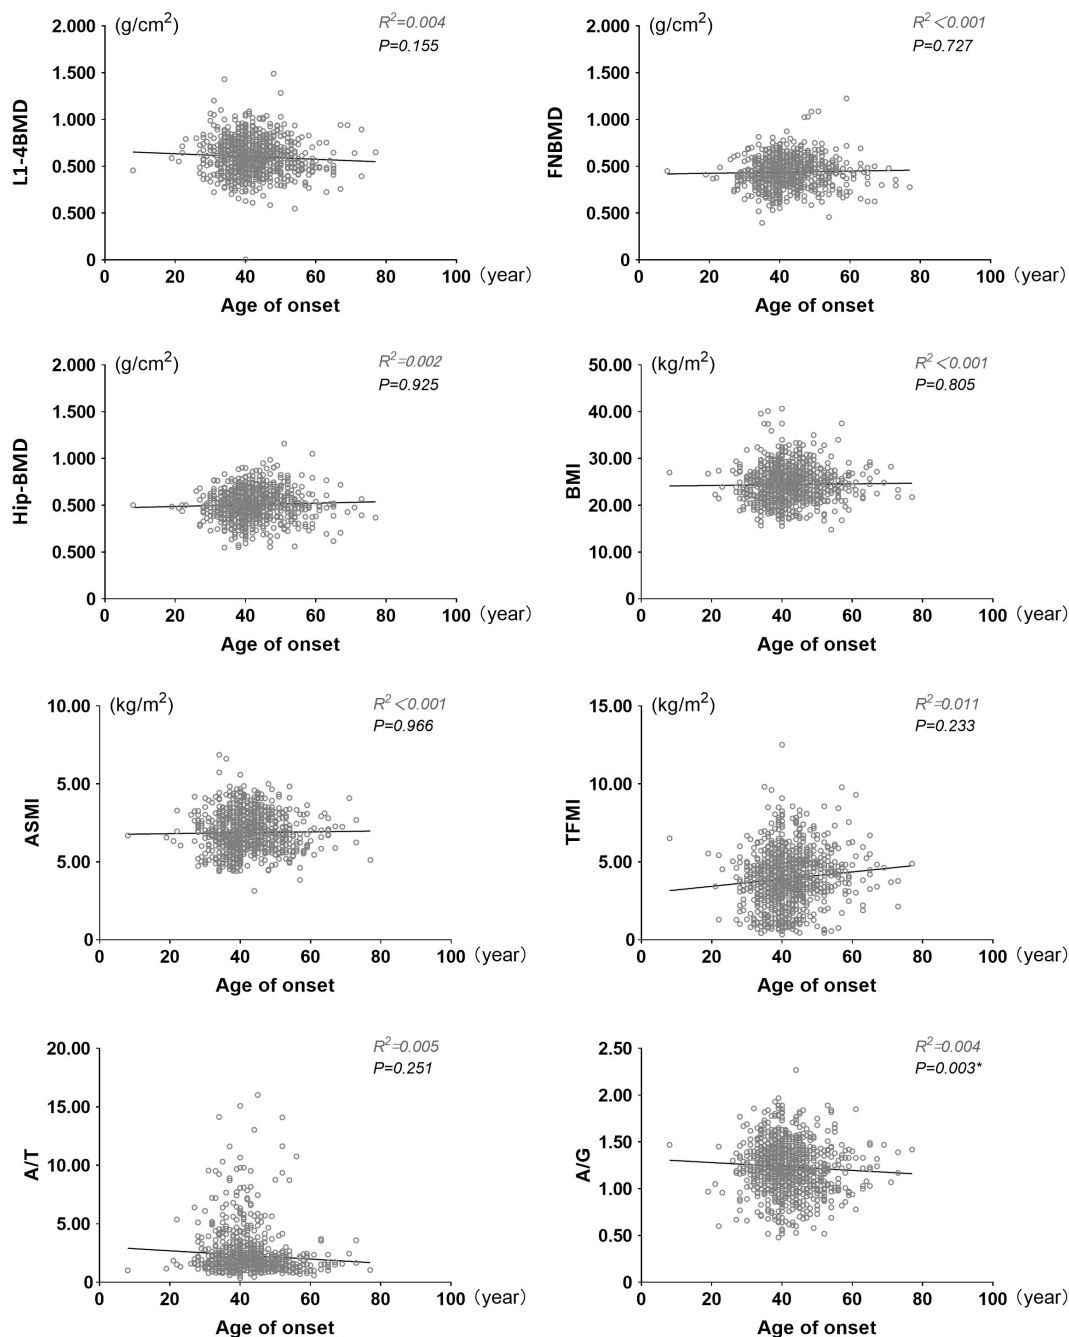 2.000 (g/cm2) R2=0.004
P=0.155
1.500
1.000
L1-4BMD
0.500
0.500
0
0 20 40 60 80 100 (year)
Age of onset
2.000 (g/cm2) R2<0.001
P=0.727
1.500
1.000
FNBMD
0.500
0.500
0
0 20 40 60 80 100 (year)
Age of onset
2.000 (g/cm2) R2=0.002
P=0.925
1.500
1.000
Hip-BMD
0.500
0.500
0
0 20 40 60 80 100 (year)
Age of onset
50.00 (kg/m2) R2<0.001
P=0.805
40.00
30.00
BMI
20.00
10.00
0
0 20 40 60 80 100 (year)
Age of onset
10.00 (kg/m2) R2<0.001
P=0.966
5.00
ASMI
5.00
0
0 20 40 60 80 100 (year)
Age of onset
15.00 (kg/m2) R2=0.011
P=0.233
10.00
TFMI
5.00
0
0 20 40 60 80 100 (year)
Age of onset
20.00 R2=0.005
P=0.251
15.00
10.00
A/T
5.00
0
0 20 40 60 80 100 (year)
Age of onset
2.50 R2=0.004
P=0.003*
2.00
1.50
A/G
1.00
0.50
0
0 20 40 60 80 100 (year)
Age of onset